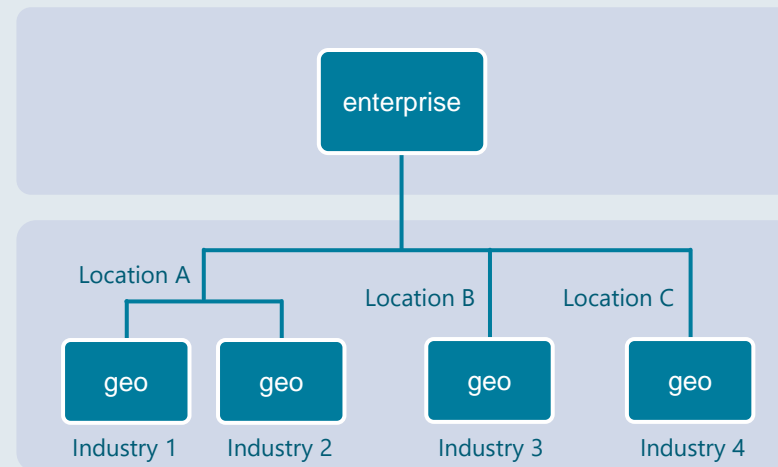 enterprise
Location A
Location B
Location C
geo
geo
geo
geo
Industry 1
Industry 2
Industry 3
Industry 4